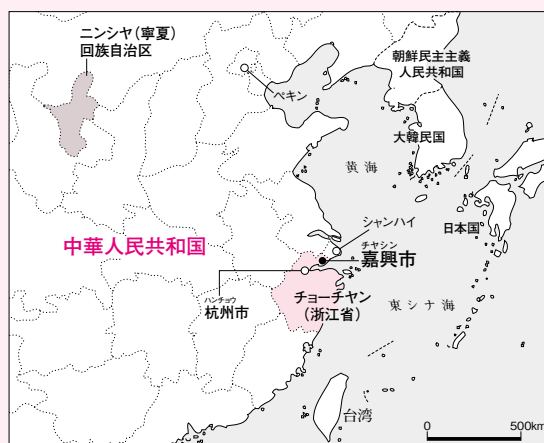 ニンシヤ（寧夏）
回族自治区
ペキン
朝鮮民主主義
人民共和国
大韓民国
黄海
シャンハイ
日本国
中華人民共和国
チヤシン
嘉興市
ハンチョウ
杭州市
チョーチヤン
（浙江省）
東シナ海
台湾
0 500km